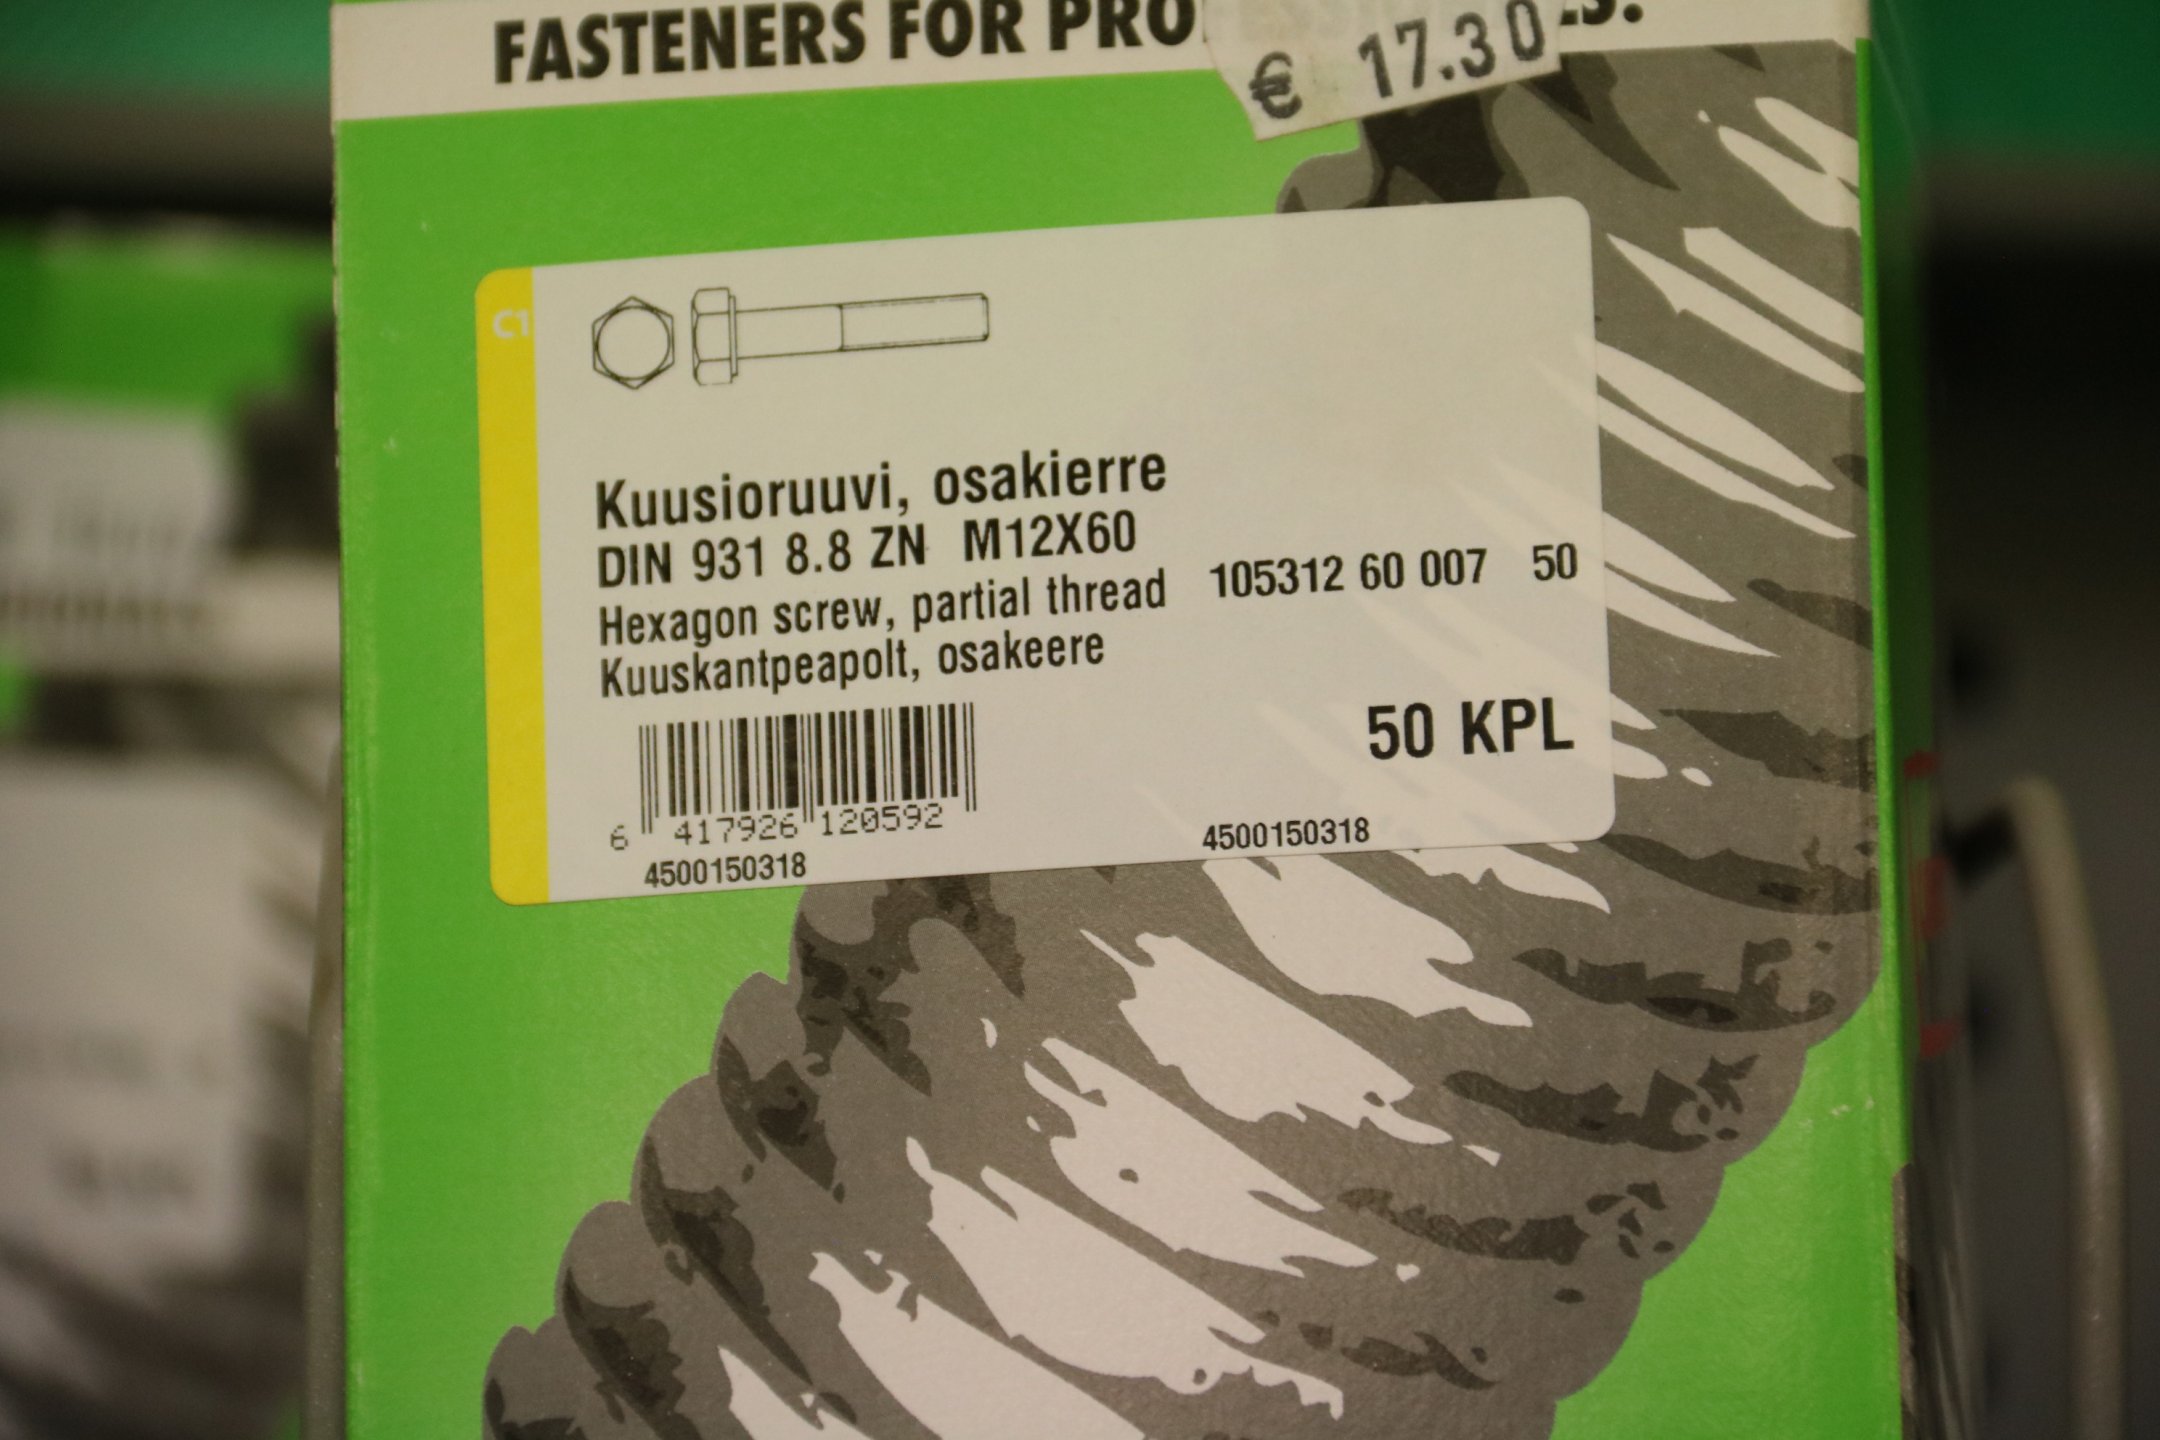 FASTENERS FOR PRO
€ 17.30
C1
Kuusioruuvi, osakierre
DIN 931 8.8 ZN M12X60
Hexagon screw, partial thread 105312 60 007 50
Kuuskantpeapolt, osakeere
50 KPL
6 417926 120592
4500150318 4500150318